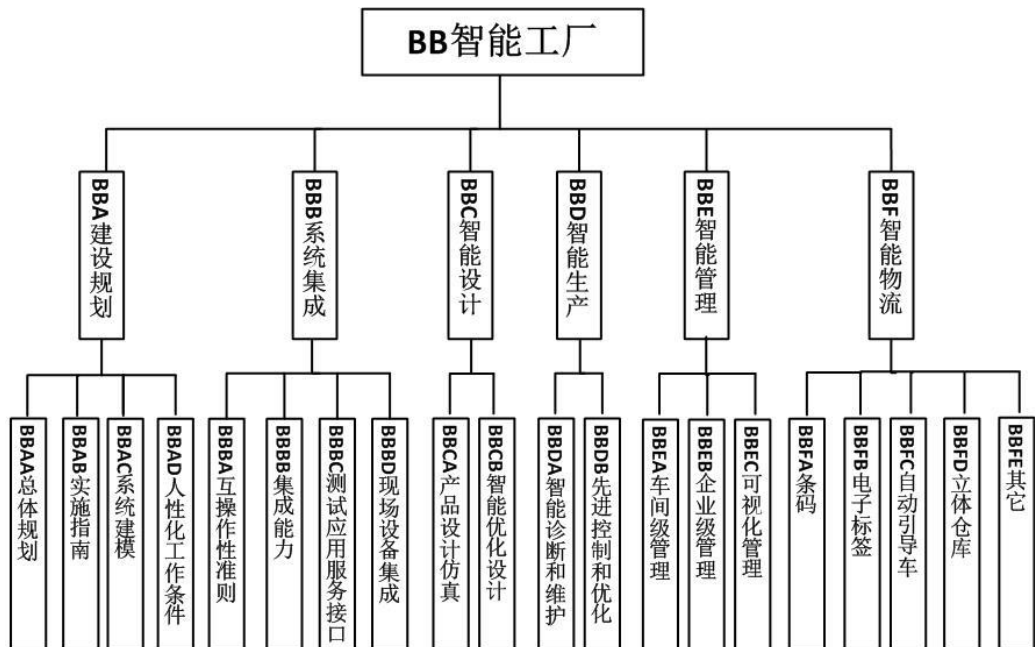 BB智能工厂
BBA建设规划
BBB系统集成
BBC智能设计
BBD智能生产
BBE智能管理
BBF智能物流
BBAA总体规划
BBAB实施指南
BBAC系统建模
BBAD人性化工作条件
BBBA互操作性准则
BBBB集成能力
BBBC测试应用服务接口
BBBD现场设备集成
BBCA产品设计仿真
BBCB智能优化设计
BBDA智能诊断和维护
BBDB先进控制和优化
BBEA车间级管理
BBEB企业级管理
BBEC可视化管理
BBFA条码
BBFB电子标签
BBFC自动引导车
BBFD立体仓库
BBFE其它